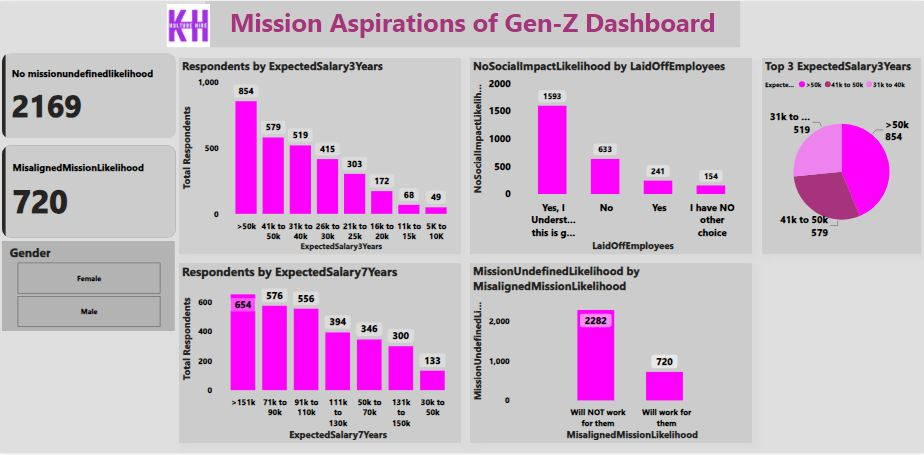 KH
KULTURE HIRE
Mission Aspirations of Gen-Z Dashboard
No missionundefinedlikelihood
2169
MisalignedMissionLikelihood
720
Gender
Female
Male
Respondents by ExpectedSalary3Years
Total Respondents
1,000
500
0
854
579
519
415
303
172
68
49
>50k
41k to 50k
31k to 40k
26k to 30k
21k to 25k
16k to 20k
11k to 15k
5K to 10K
ExpectedSalary3Years
NoSocialImpactLikelihood by LaidOffEmployees
NoSocialImpactLikelih...
2000
1500
1000
500
0
1593
633
241
154
Yes, I Underst... this is g...
No
Yes
I have NO other choice
LaidOffEmployees
Top 3 ExpectedSalary3Years
Expecte...
>50k
41k to 50k
31k to 40k
31k to ...
519
>50k
854
41k to 50k
579
Respondents by ExpectedSalary7Years
Total Respondents
600
400
200
0
654
576
556
394
346
300
133
>151k
71k to 90k
91k to 110k
111k to 130k
50k to 70k
131k to 150k
30k to 50k
ExpectedSalary7Years
MissionUndefinedLikelihood by
MisalignedMissionLikelihood
MissionUndefinedLi...
2,000
1,000
0
2282
720
Will NOT work for them
Will work for them
MisalignedMissionLikelihood